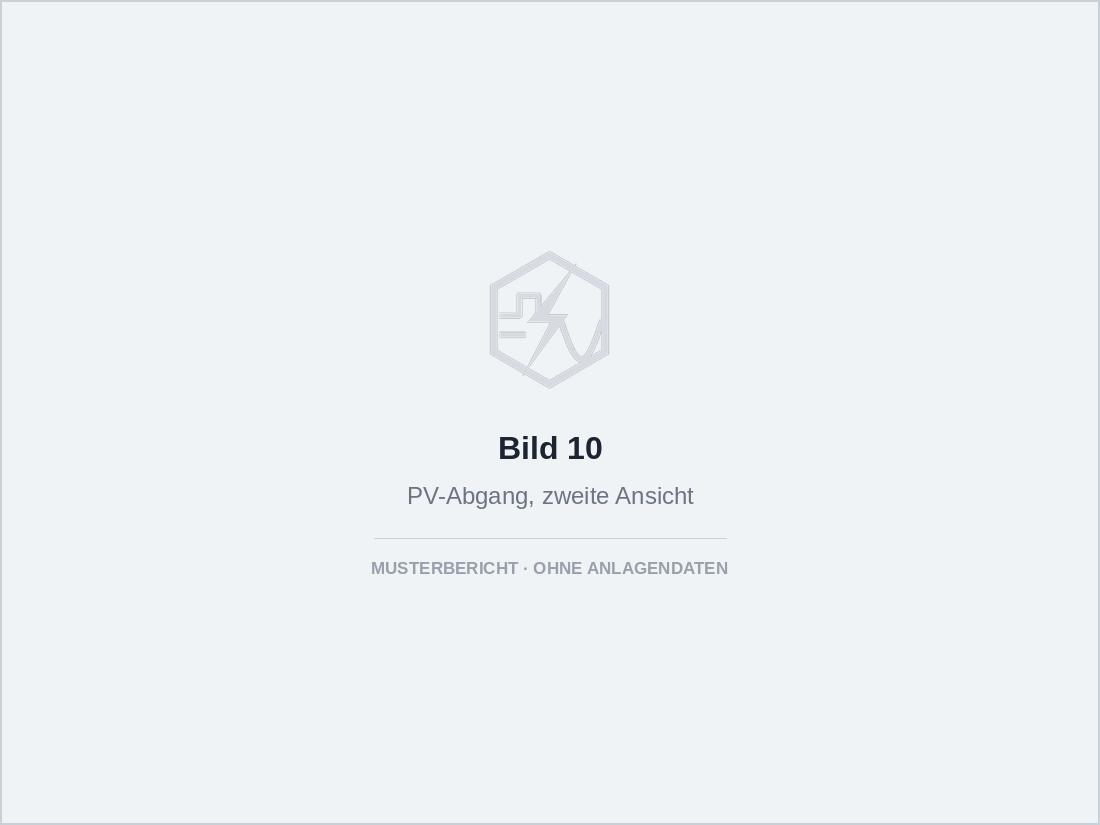 Bild 10
PV-Abgang, zweite Ansicht
MUSTERBERICHT · OHNE ANLAGENDATEN